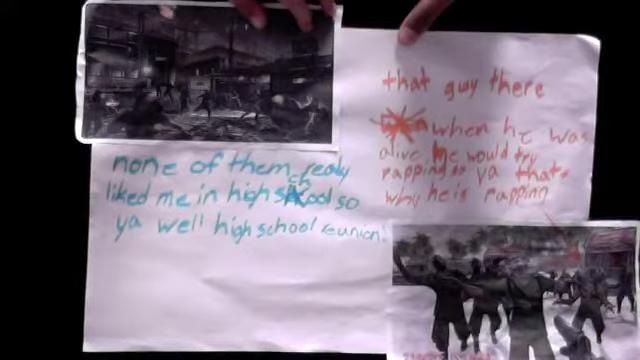 none of them realy
liked me in high school so
ya well high school reunion!
that guy there
when he was
alive he would try
rapping so ya thats
why he is rapping